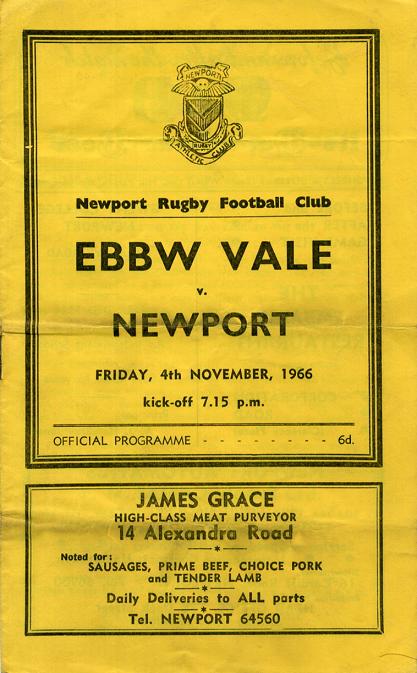 NEWPORT
RUGBY
ATHLETIC CLUB
Newport Rugby Football Club
EBBW VALE
v.
NEWPORT
FRIDAY, 4th NOVEMBER, 1966
kick-off 7.15 p.m.
OFFICIAL PROGRAMME - - - - - - - - 6d.
JAMES GRACE
HIGH-CLASS MEAT PURVEYOR
14 Alexandra Road
Noted for:
SAUSAGES, PRIME BEEF, CHOICE PORK
and TENDER LAMB
Daily Deliveries to ALL parts
Tel. NEWPORT 64560